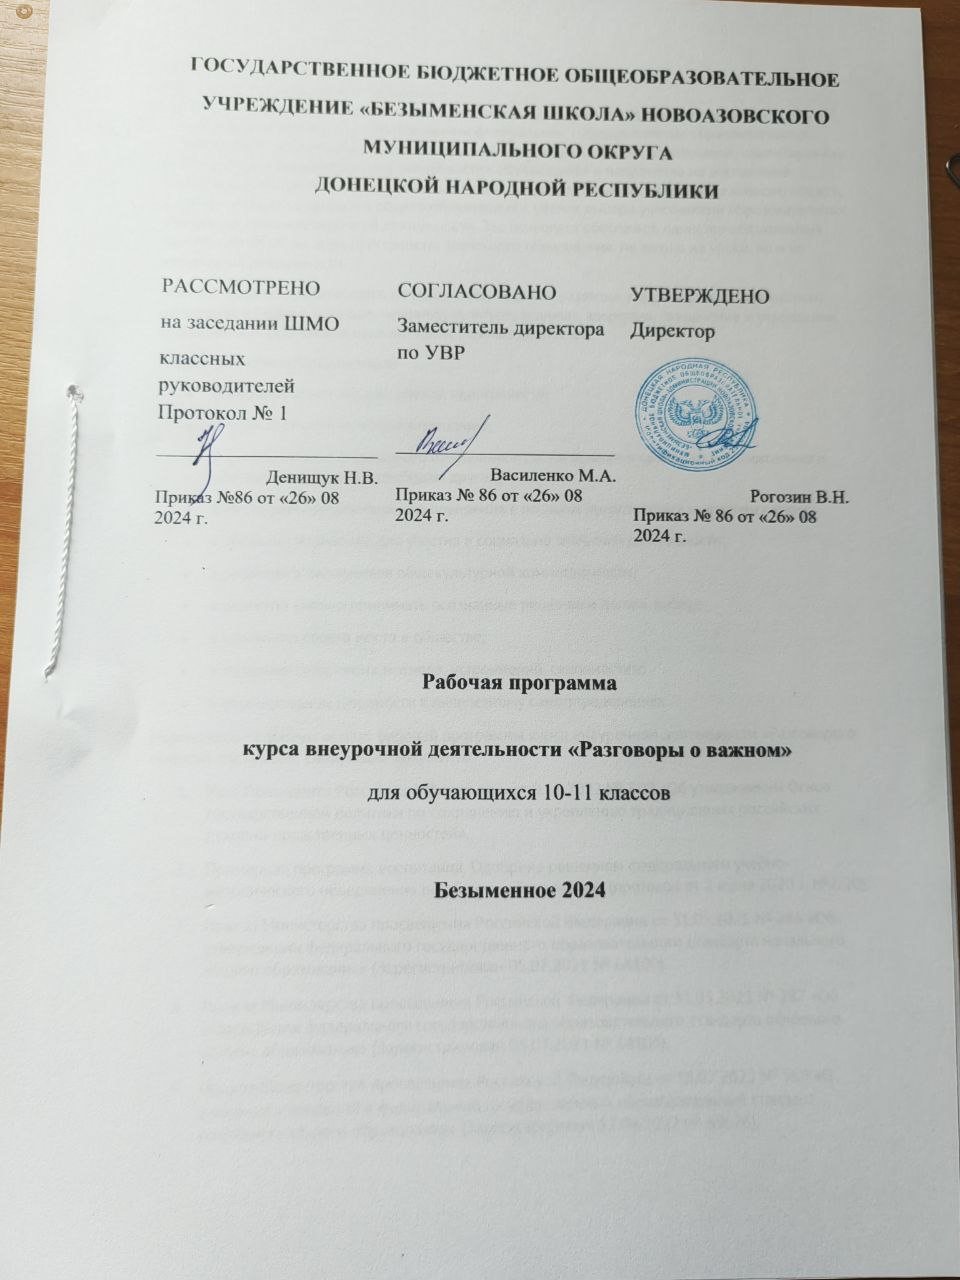 ГОСУДАРСТВЕННОЕ БЮДЖЕТНОЕ ОБЩЕОБРАЗОВАТЕЛЬНОЕ
УЧРЕЖДЕНИЕ «БЕЗЫМЕНСКАЯ ШКОЛА» НОВОАЗОВСКОГО
МУНИЦИПАЛЬНОГО ОКРУГА
ДОНЕЦКОЙ НАРОДНОЙ РЕСПУБЛИКИ
РАССМОТРЕНО
на заседании ШМО
классных
руководителей
Протокол № 1
Денищук Н.В.
Приказ №86 от «26» 08
2024 г.
СОГЛАСОВАНО
Заместитель директора
по УВР
Василенко М.А.
Приказ № 86 от «26» 08
2024 г.
УТВЕРЖДЕНО
Директор
ДОНЕЦКАЯ НАРОДНАЯ РЕСПУБЛИКА
Рогозин В.Н.
Приказ № 86 от «26» 08
2024 г.
Рабочая программа
курса внеурочной деятельности «Разговоры о важном»
для обучающихся 10-11 классов
Безыменное 2024